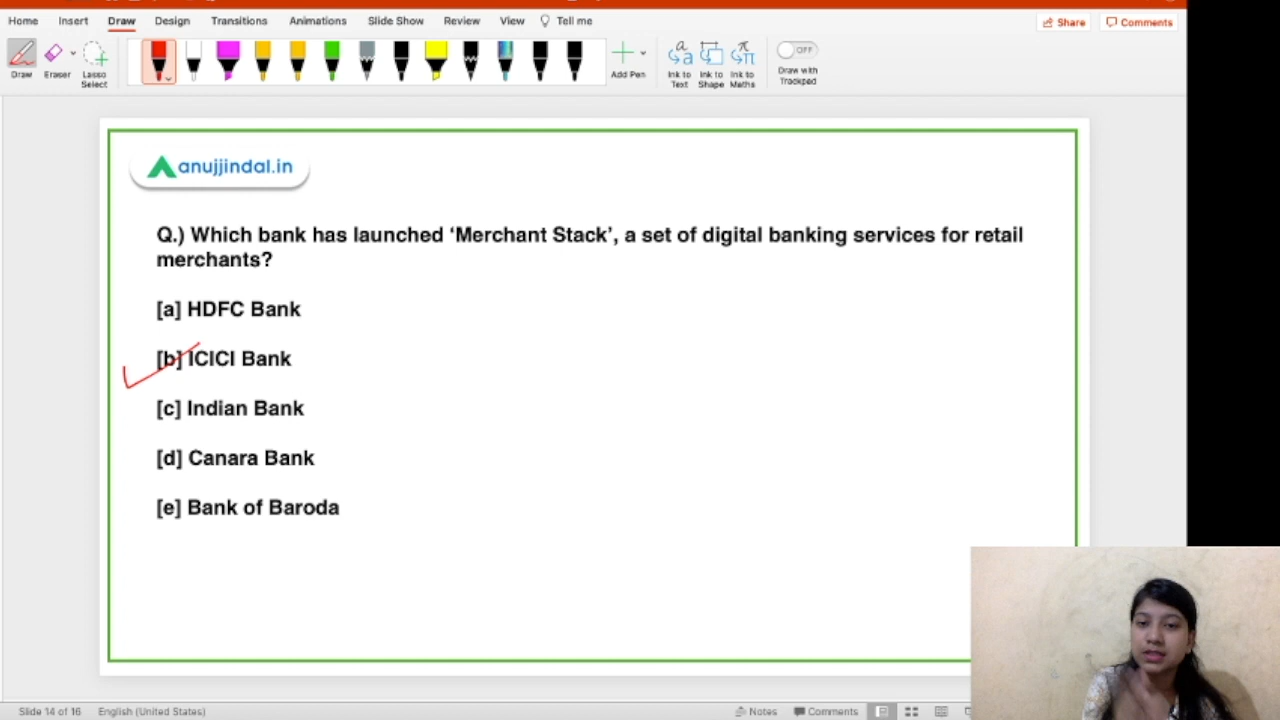 Home Insert Draw Design Transitions Animations Slide Show Review View Tell me
Share Comments
Draw Eraser Lasso Select
Add Pen
Ink to Text Ink to Shape Ink to Maths
OFF
Draw with Trackpad
anujjindal.in
Q.) Which bank has launched ‘Merchant Stack’, a set of digital banking services for retail
merchants?
[a] HDFC Bank
[b] ICICI Bank
[c] Indian Bank
[d] Canara Bank
[e] Bank of Baroda
Slide 14 of 16 English (United States) Notes Comments